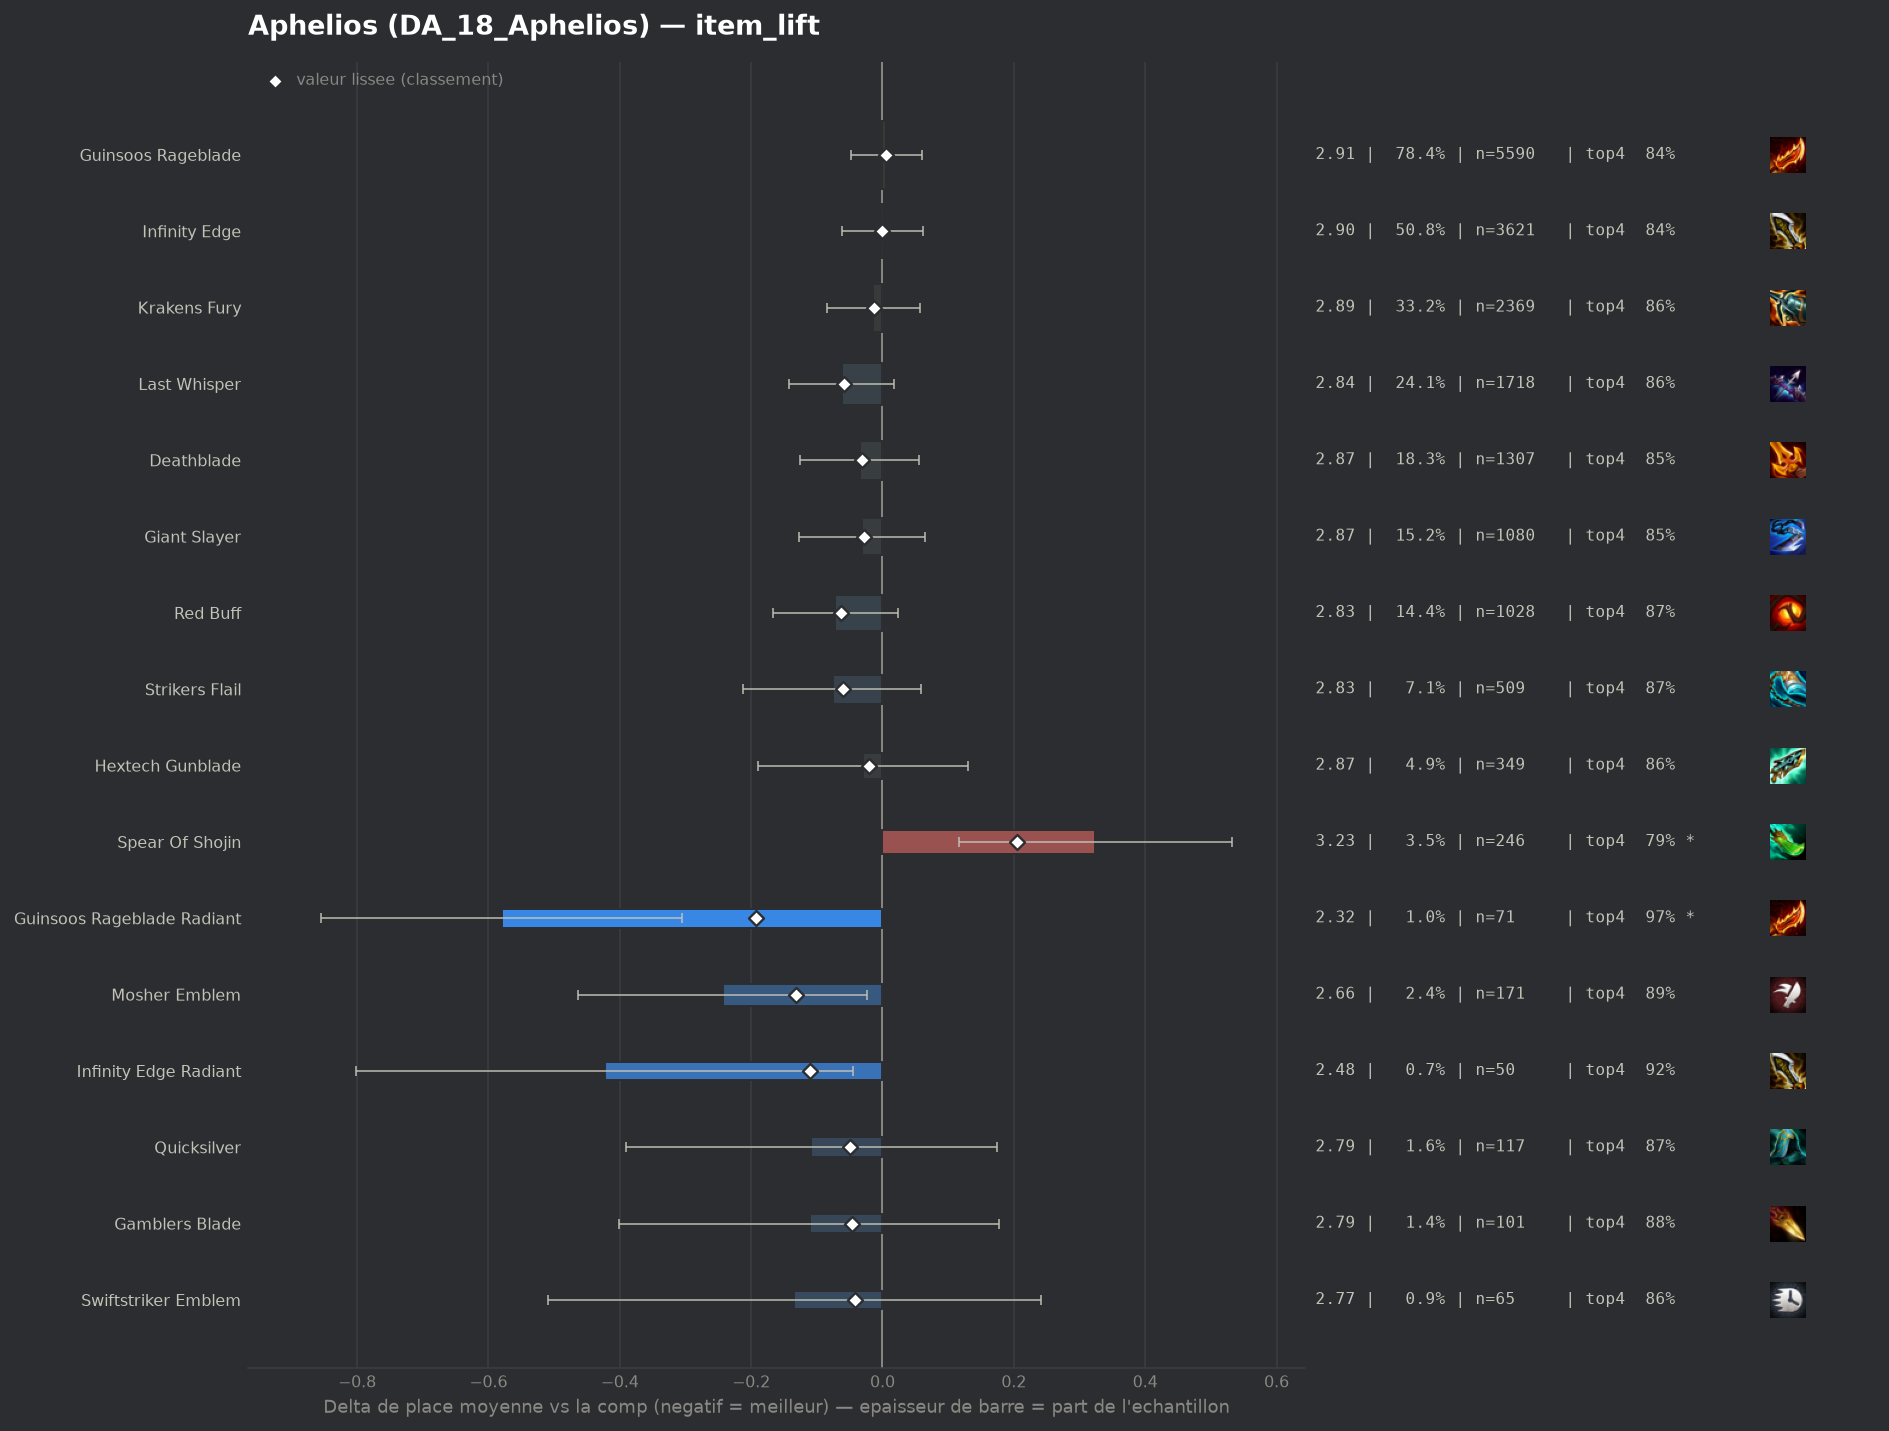 Aphelios (DA_18_Aphelios) — item_lift
valeur lissee (classement)
Guinsoos Rageblade 2.91 | 78.4% | n=5590 | top4 84%
Infinity Edge 2.90 | 50.8% | n=3621 | top4 84%
Krakens Fury 2.89 | 33.2% | n=2369 | top4 86%
Last Whisper 2.84 | 24.1% | n=1718 | top4 86%
Deathblade 2.87 | 18.3% | n=1307 | top4 85%
Giant Slayer 2.87 | 15.2% | n=1080 | top4 85%
Red Buff 2.83 | 14.4% | n=1028 | top4 87%
Strikers Flail 2.83 | 7.1% | n=509 | top4 87%
Hextech Gunblade 2.87 | 4.9% | n=349 | top4 86%
Spear Of Shojin 3.23 | 3.5% | n=246 | top4 79% *
Guinsoos Rageblade Radiant 2.32 | 1.0% | n=71 | top4 97% *
Mosher Emblem 2.66 | 2.4% | n=171 | top4 89%
Infinity Edge Radiant 2.48 | 0.7% | n=50 | top4 92%
Quicksilver 2.79 | 1.6% | n=117 | top4 87%
Gamblers Blade 2.79 | 1.4% | n=101 | top4 88%
Swiftstriker Emblem 2.77 | 0.9% | n=65 | top4 86%
−0.8 −0.6 −0.4 −0.2 0.0 0.2 0.4 0.6
Delta de place moyenne vs la comp (negatif = meilleur) — epaisseur de barre = part de l'echantillon